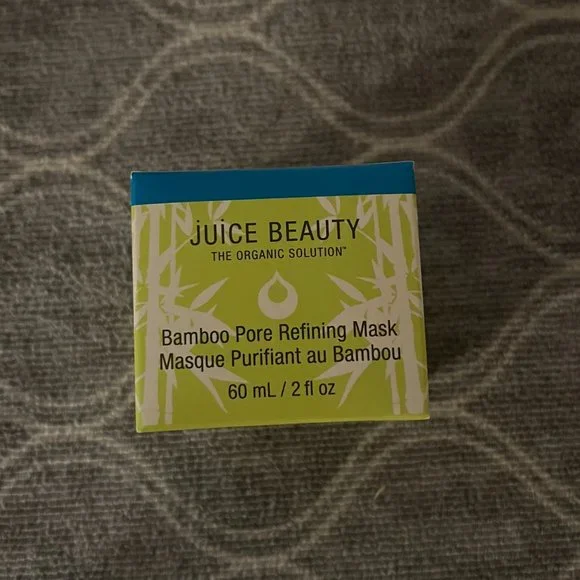 JUICE BEAUTY
THE ORGANIC SOLUTION™
Bamboo Pore Refining Mask
Masque Purifiant au Bambou
60 mL / 2 fl oz